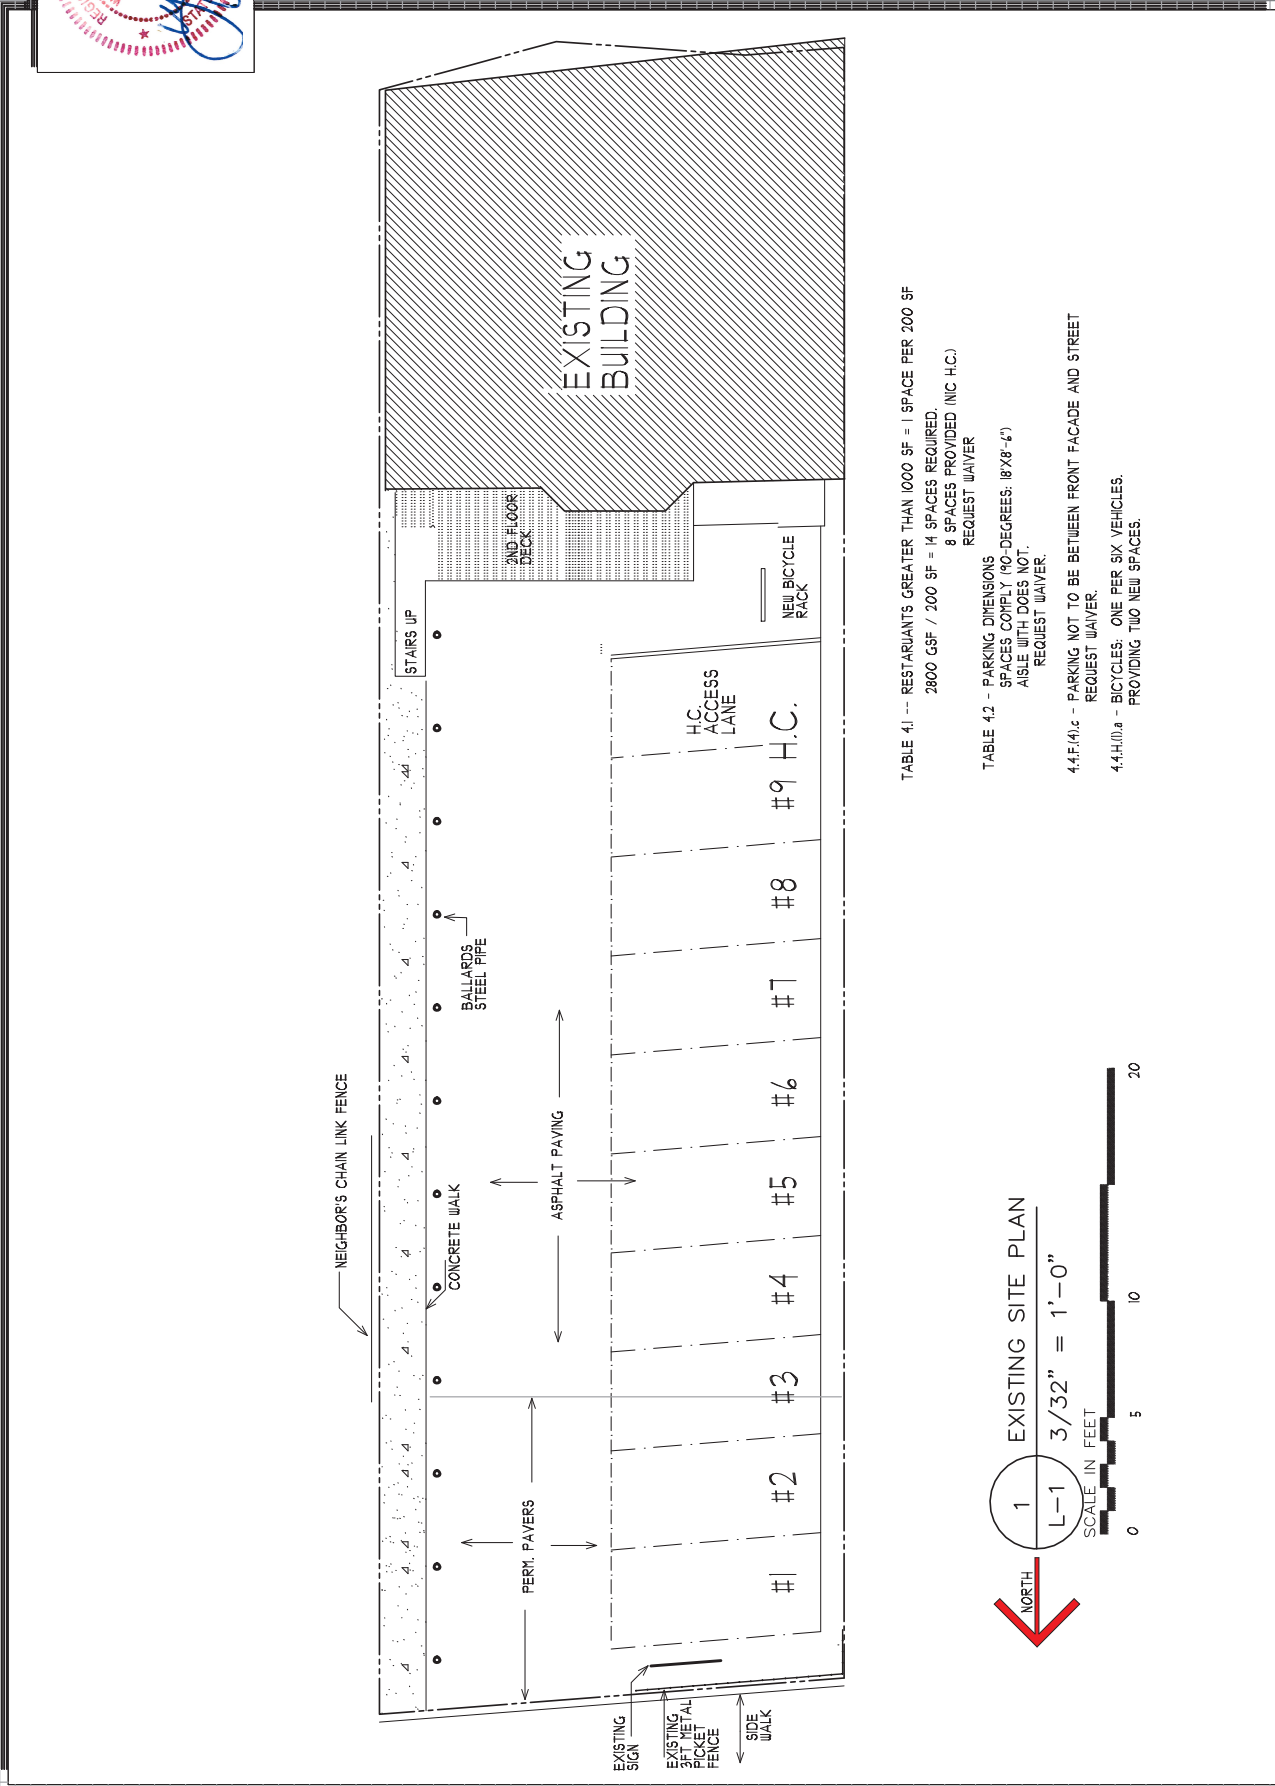 EXISTING
BUILDING
2ND FLOOR
DECK
STAIRS UP
NEW BICYCLE
RACK
H.C.
ACCESS
LANE
#9 H.C.
#8
#7
#6
#5
#4
#3
#2
#1
BALLARDS
STEEL PIPE
NEIGHBOR'S CHAIN LINK FENCE
CONCRETE WALK
ASPHALT PAVING
PERM. PAVERS
EXISTING
SIGN
EXISTING
3FT METAL
PICKET
FENCE
SIDE
WALK
TABLE 4.1 -- RESTARUANTS GREATER THAN 1000 SF = 1 SPACE PER 200 SF
2800 GSF / 200 SF = 14 SPACES REQUIRED.
8 SPACES PROVIDED (NIC H.C.)
REQUEST WAIVER
TABLE 4.2 - PARKING DIMENSIONS
SPACES COMPLY (90-DEGREES: 18'X8'-6")
AISLE WITH DOES NOT.
REQUEST WAIVER.
4.4.F.(4).c - PARKING NOT TO BE BETWEEN FRONT FACADE AND STREET
REQUEST WAIVER.
4.4.H.(1).a - BICYCLES: ONE PER SIX VEHICLES.
PROVIDING TWO NEW SPACES.
1
L-1
EXISTING SITE PLAN
3/32" = 1'-0"
SCALE IN FEET
0 5 10 20
NORTH
REGI
STAT